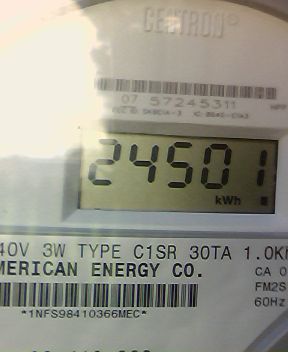 CENTRON®
07 57245311
24501
kWh
40V 3W TYPE C1SR 30TA 1.0K
MERICAN ENERGY CO.
CA 0
FM2S
60Hz
*1NFS98410366MEC*